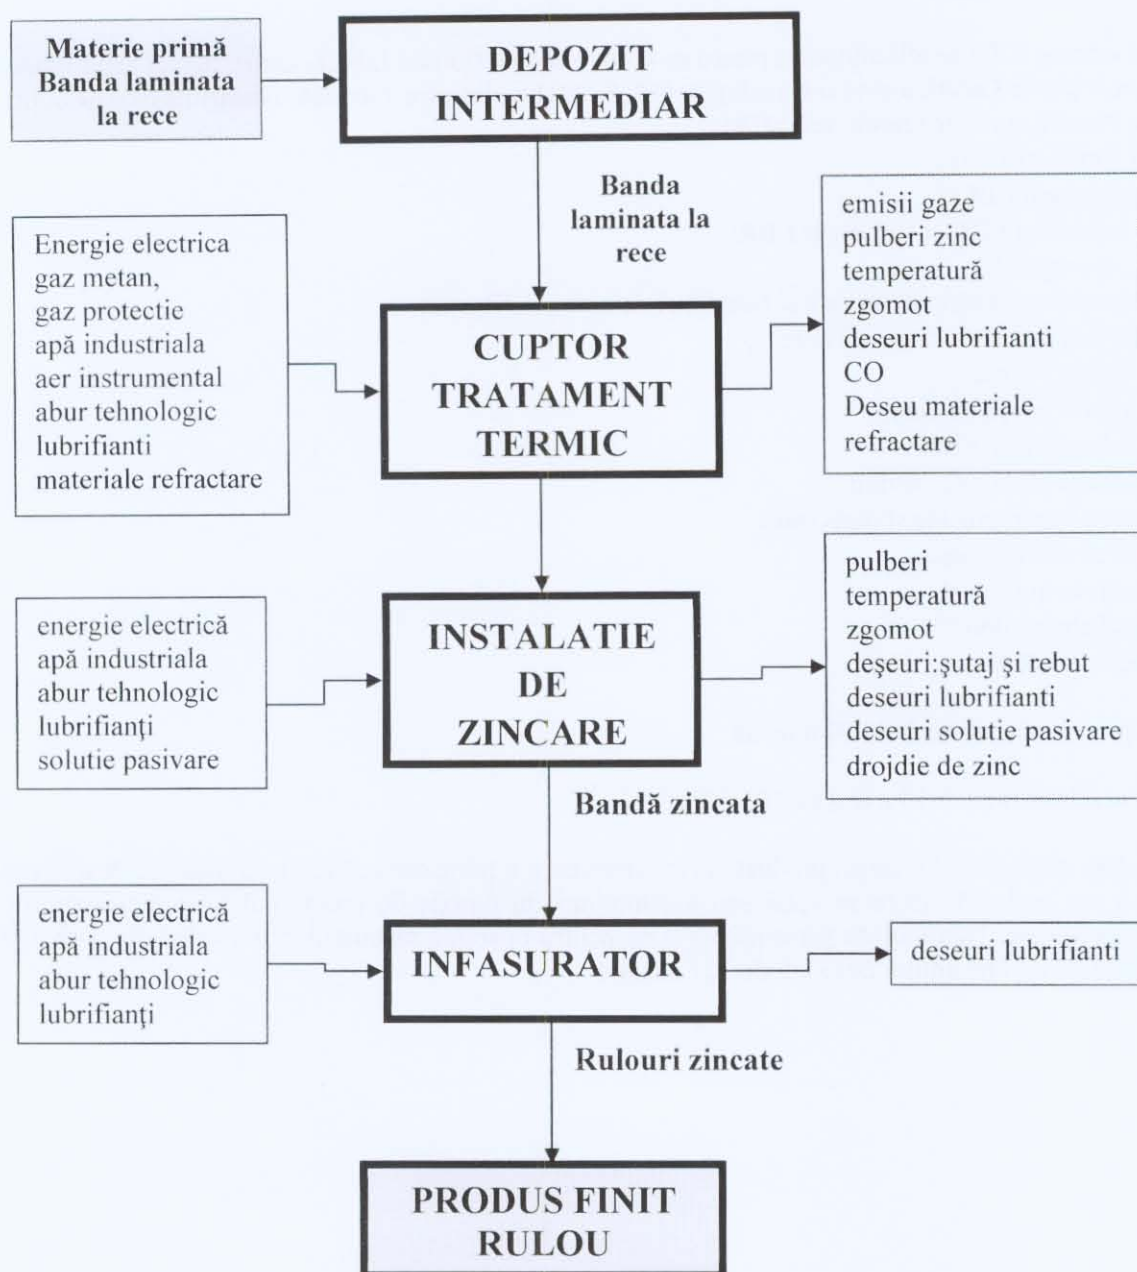 Materie primă
Banda laminata
la rece
DEPOZIT
INTERMEDIAR
Banda
laminata la
rece
Energie electrica
gaz metan,
gaz protectie
apă industriala
aer instrumental
abur tehnologic
lubrifianti
materiale refractare
CUPTOR
TRATAMENT
TERMIC
emisii gaze
pulberi zinc
temperatură
zgomot
deseuri lubrifianti
CO
Deseu materiale
refractare
energie electrică
apă industriala
abur tehnologic
lubrifianţi
solutie pasivare
INSTALATIE
DE
ZINCARE
pulberi
temperatură
zgomot
deşeuri:şutaj şi rebut
deseuri lubrifianti
deseuri solutie pasivare
drojdie de zinc
Bandă zincata
energie electrică
apă industriala
abur tehnologic
lubrifianţi
INFASURATOR
deseuri lubrifianti
Rulouri zincate
PRODUS FINIT
RULOU